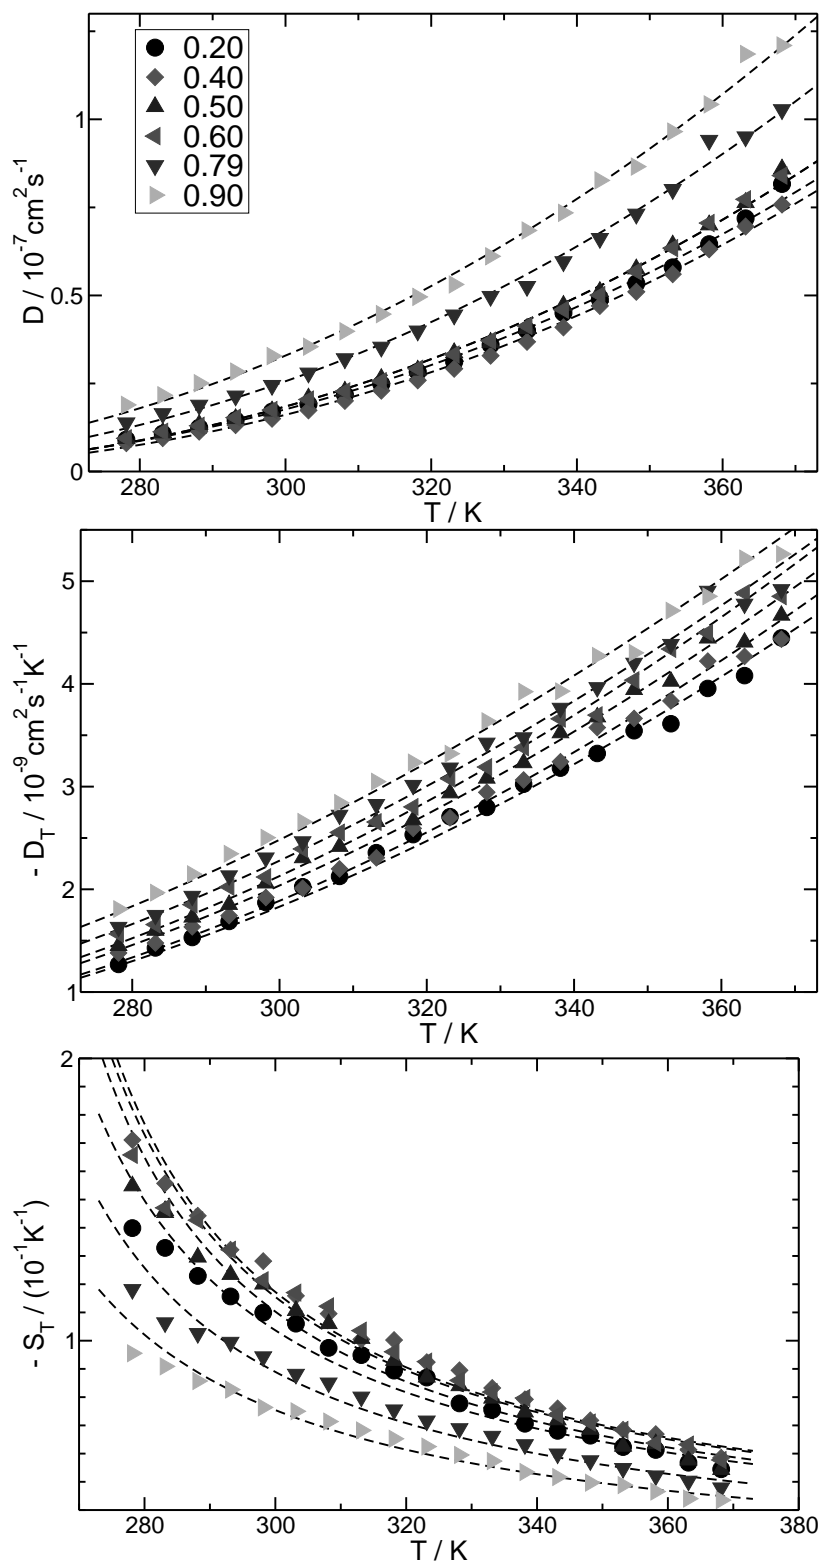 1
0.5
0
D / 10⁻⁷cm²s⁻¹
0.20
0.40
0.50
0.60
0.79
0.90
280 300 320 340 360
T / K
5
4
3
2
1
- D_T / 10⁻⁹cm²s⁻¹K⁻¹
280 300 320 340 360
T / K
2
1
- S_T / (10⁻¹K⁻¹)
280 300 320 340 360 380
T / K